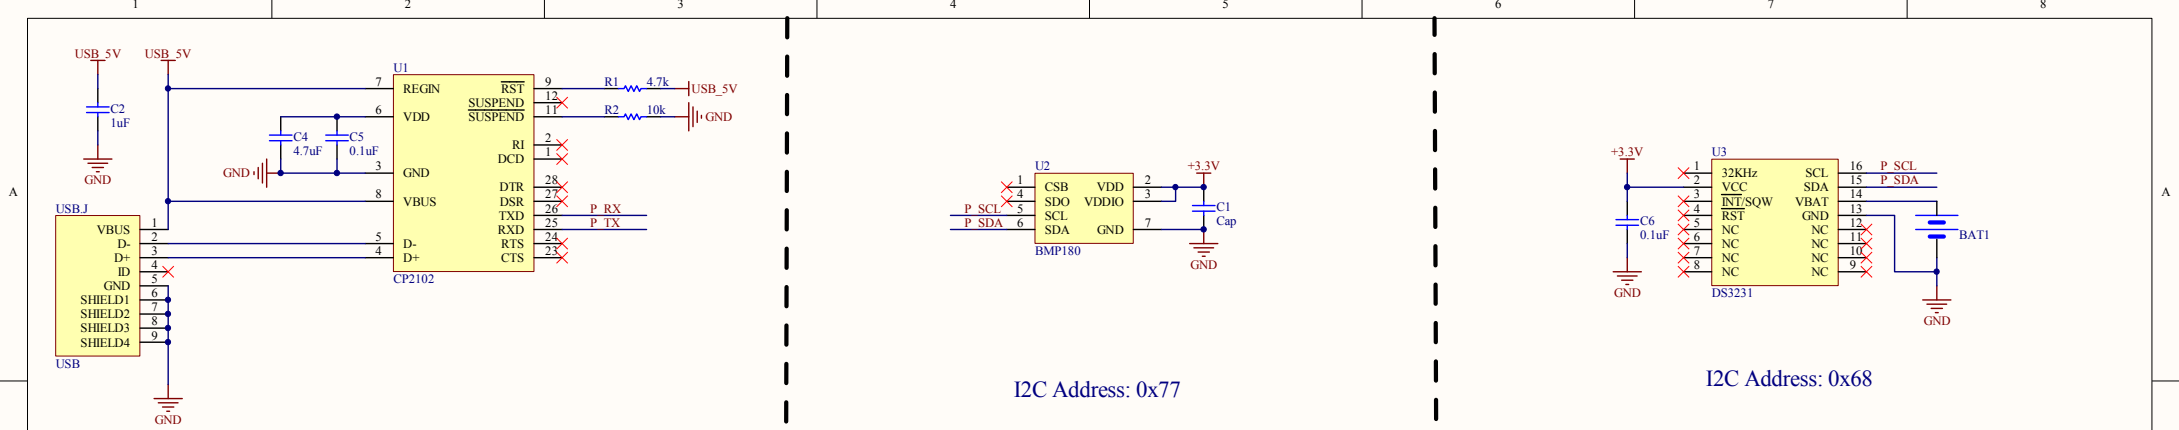 1 2 3 4 5 6 7 8
A A
USB_5V USB_5V
C2
1uF
GND
U1
7 REGIN
6 VDD
3 GND
8 VBUS
5 D-
4 D+
RST 9
SUSPEND 12
SUSPEND 11
RI 2
DCD 1
DTR 28
DSR 27
TXD 26 P_RX
RXD 25 P_TX
RTS 24
CTS 23
CP2102
R1 4.7k USB_5V
R2 10k GND
C4
4.7uF
C5
0.1uF
GND
USB.J
VBUS 1
D- 2
D+ 3
ID 4
GND 5
SHIELD1 6
SHIELD2 7
SHIELD3 8
SHIELD4 9
USB
GND
U2
1 CSB
4 SDO
P_SCL 5 SCL
P_SDA 6 SDA
VDD 2
VDDIO 3
GND 7
BMP180
+3.3V
C1
Cap
GND
I2C Address: 0x77
+3.3V
C6
0.1uF
GND
U3
1 32KHz
2 VCC
3 INT/SQW
4 RST
5 NC
6 NC
7 NC
8 NC
SCL 16 P_SCL
SDA 15 P_SDA
VBAT 14
GND 13
NC 12
NC 11
NC 10
NC 9
DS3231
BAT1
GND
I2C Address: 0x68